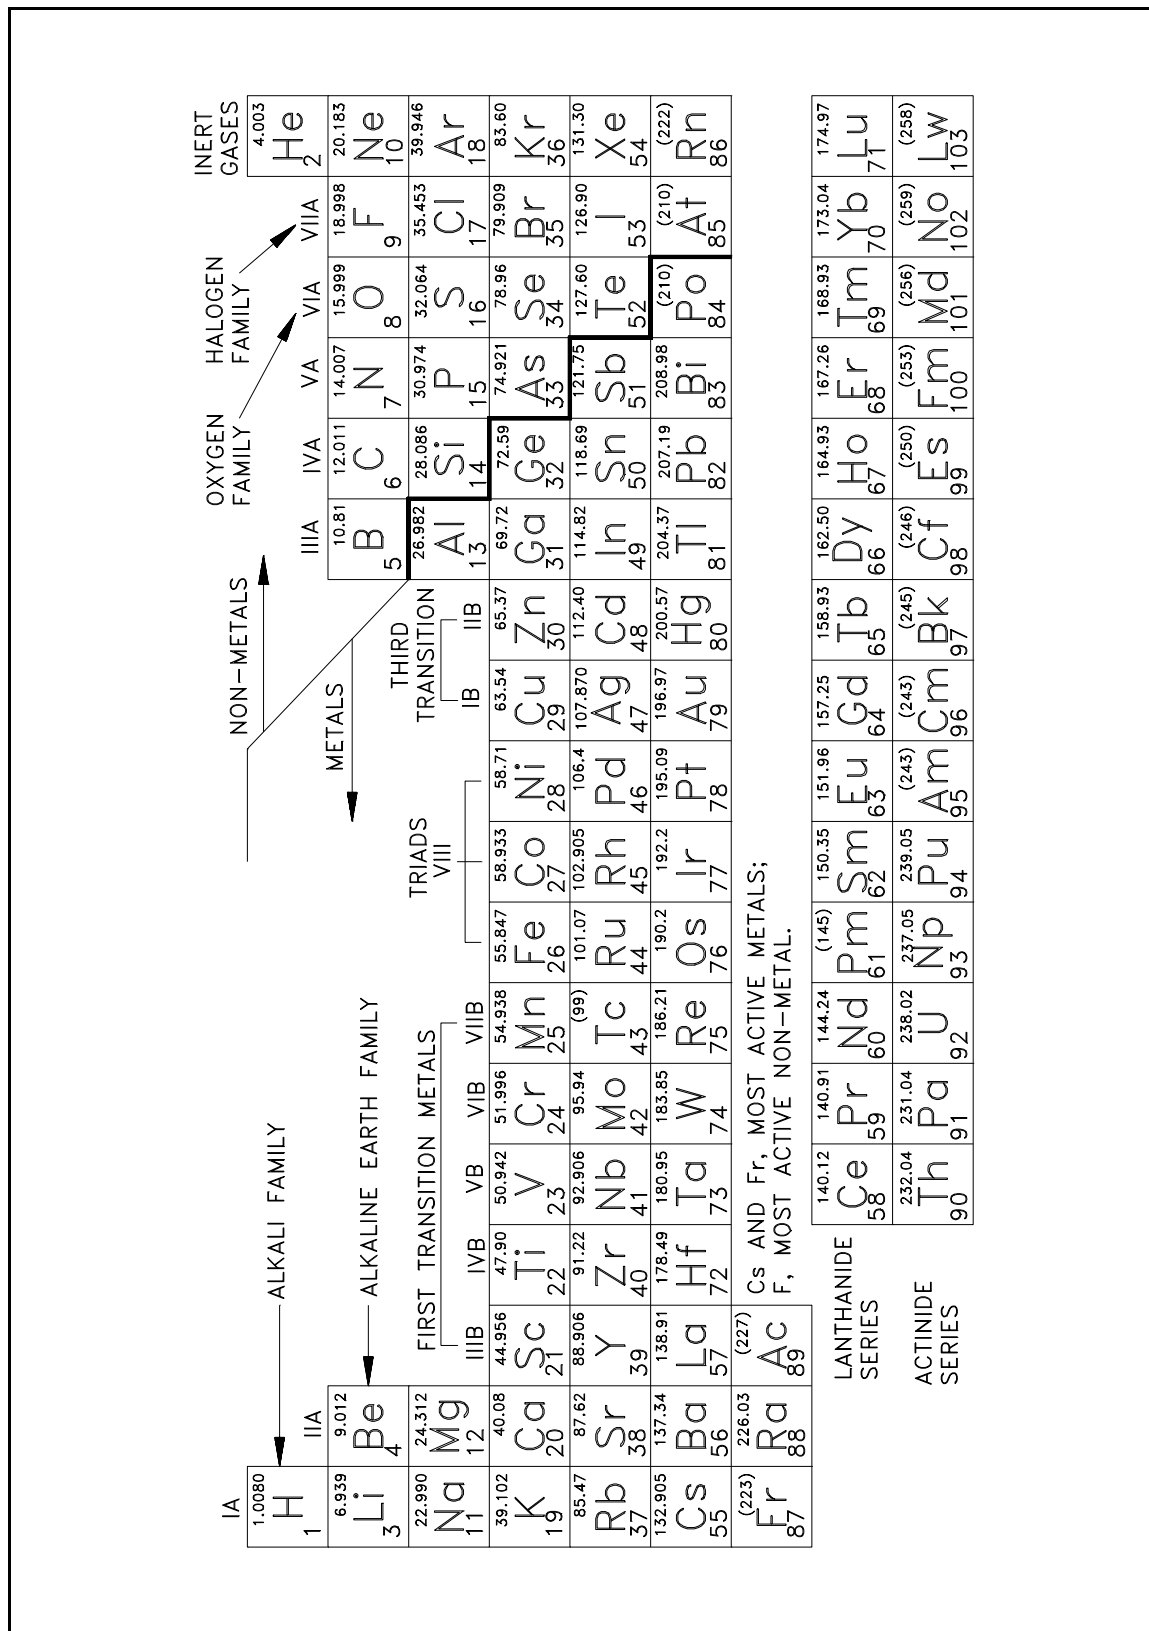 INERT
GASES
HALOGEN
FAMILY
OXYGEN
FAMILY
NON-METALS
METALS
ALKALI FAMILY
ALKALINE EARTH FAMILY
FIRST TRANSITION METALS
TRIADS
VIII
THIRD
TRANSITION
IA
IIA
IIIB
IVB
VB
VIB
VIIB
IB
IIB
IIIA
IVA
VA
VIA
VIIA
1.0080
H
1
4.003
He
2
6.939
Li
3
9.012
Be
4
10.81
B
5
12.011
C
6
14.007
N
7
15.999
O
8
18.998
F
9
20.183
Ne
10
22.990
Na
11
24.312
Mg
12
26.982
Al
13
28.086
Si
14
30.974
P
15
32.064
S
16
35.453
Cl
17
39.946
Ar
18
39.102
K
19
40.08
Ca
20
44.956
Sc
21
47.90
Ti
22
50.942
V
23
51.996
Cr
24
54.938
Mn
25
55.847
Fe
26
58.933
Co
27
58.71
Ni
28
63.54
Cu
29
65.37
Zn
30
69.72
Ga
31
72.59
Ge
32
74.921
As
33
78.96
Se
34
79.909
Br
35
83.60
Kr
36
85.47
Rb
37
87.62
Sr
38
88.906
Y
39
91.22
Zr
40
92.906
Nb
41
95.94
Mo
42
(99)
Tc
43
101.07
Ru
44
102.905
Rh
45
106.4
Pd
46
107.870
Ag
47
112.40
Cd
48
114.82
In
49
118.69
Sn
50
121.75
Sb
51
127.60
Te
52
126.90
I
53
131.30
Xe
54
132.905
Cs
55
137.34
Ba
56
138.91
La
57
178.49
Hf
72
180.95
Ta
73
183.85
W
74
186.21
Re
75
190.2
Os
76
192.2
Ir
77
195.09
Pt
78
196.97
Au
79
200.57
Hg
80
204.37
Tl
81
207.19
Pb
82
208.98
Bi
83
(210)
Po
84
(210)
At
85
(222)
Rn
86
(223)
Fr
87
226.03
Ra
88
(227)
Ac
89
Cs AND Fr, MOST ACTIVE METALS;
F, MOST ACTIVE NON-METAL.
LANTHANIDE
SERIES
140.12
Ce
58
140.91
Pr
59
144.24
Nd
60
(145)
Pm
61
150.35
Sm
62
151.96
Eu
63
157.25
Gd
64
158.93
Tb
65
162.50
Dy
66
164.93
Ho
67
167.26
Er
68
168.93
Tm
69
173.04
Yb
70
174.97
Lu
71
ACTINIDE
SERIES
232.04
Th
90
231.04
Pa
91
238.02
U
92
237.05
Np
93
239.05
Pu
94
(243)
Am
95
(243)
Cm
96
(245)
Bk
97
(246)
Cf
98
(250)
Es
99
(253)
Fm
100
(256)
Md
101
(259)
No
102
(258)
Lw
103